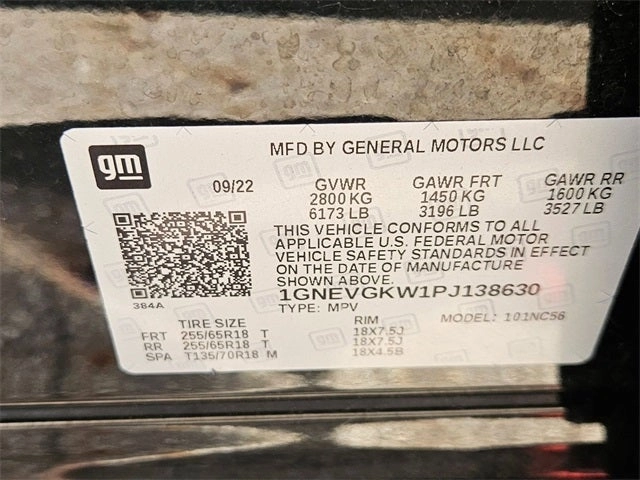 gm
MFD BY GENERAL MOTORS LLC
09/22 GVWR GAWR FRT GAWR RR
2800 KG 1450 KG 1600 KG
6173 LB 3196 LB 3527 LB
THIS VEHICLE CONFORMS TO ALL
APPLICABLE U.S. FEDERAL MOTOR
VEHICLE SAFETY STANDARDS IN EFFECT
ON THE DATE OF MANUFACTURE
SHOWN ABOVE.
384A
1GNEVGKW1PJ138630
TYPE: MPV MODEL: 101NC56
TIRE SIZE RIM
FRT 255/65R18 T 18X7.5J
RR 255/65R18 T 18X7.5J
SPA T135/70R18 M 18X4.5B